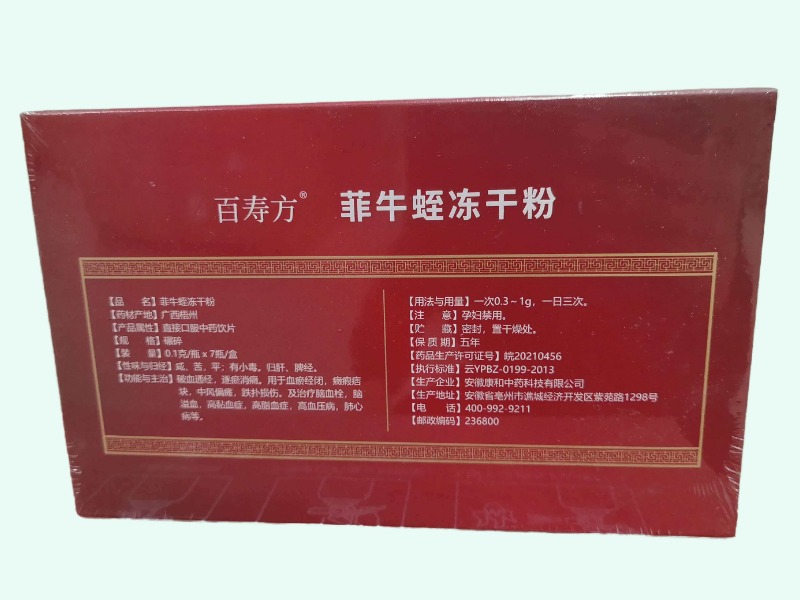 百寿方® 菲牛蛭冻干粉
【品　　名】菲牛蛭冻干粉
【药材产地】广西梧州
【产品属性】直接口服中药饮片
【规　　格】碾碎
【装　　量】0.1克/瓶 x 7瓶/盒
【性味与归经】咸、苦，平；有小毒。归肝、脾经。
【功能与主治】破血通经，逐瘀消癥。用于血瘀经闭，癥瘕痞
块，中风偏瘫，跌扑损伤。及治疗脑血栓，脑
溢血，高黏血症，高脂血症，高血压病，肺心
病等。
【用法与用量】一次0.3～1g，一日三次。
【注　　意】孕妇禁用。
【贮　　藏】密封，置干燥处。
【保 质 期】五年
【药品生产许可证号】皖20210456
【执行标准】云YPBZ-0199-2013
【生产企业】安徽康和中药科技有限公司
【生产地址】安徽省亳州市谯城经济开发区紫苑路1298号
【电　　话】400-992-9211
【邮政编码】236800